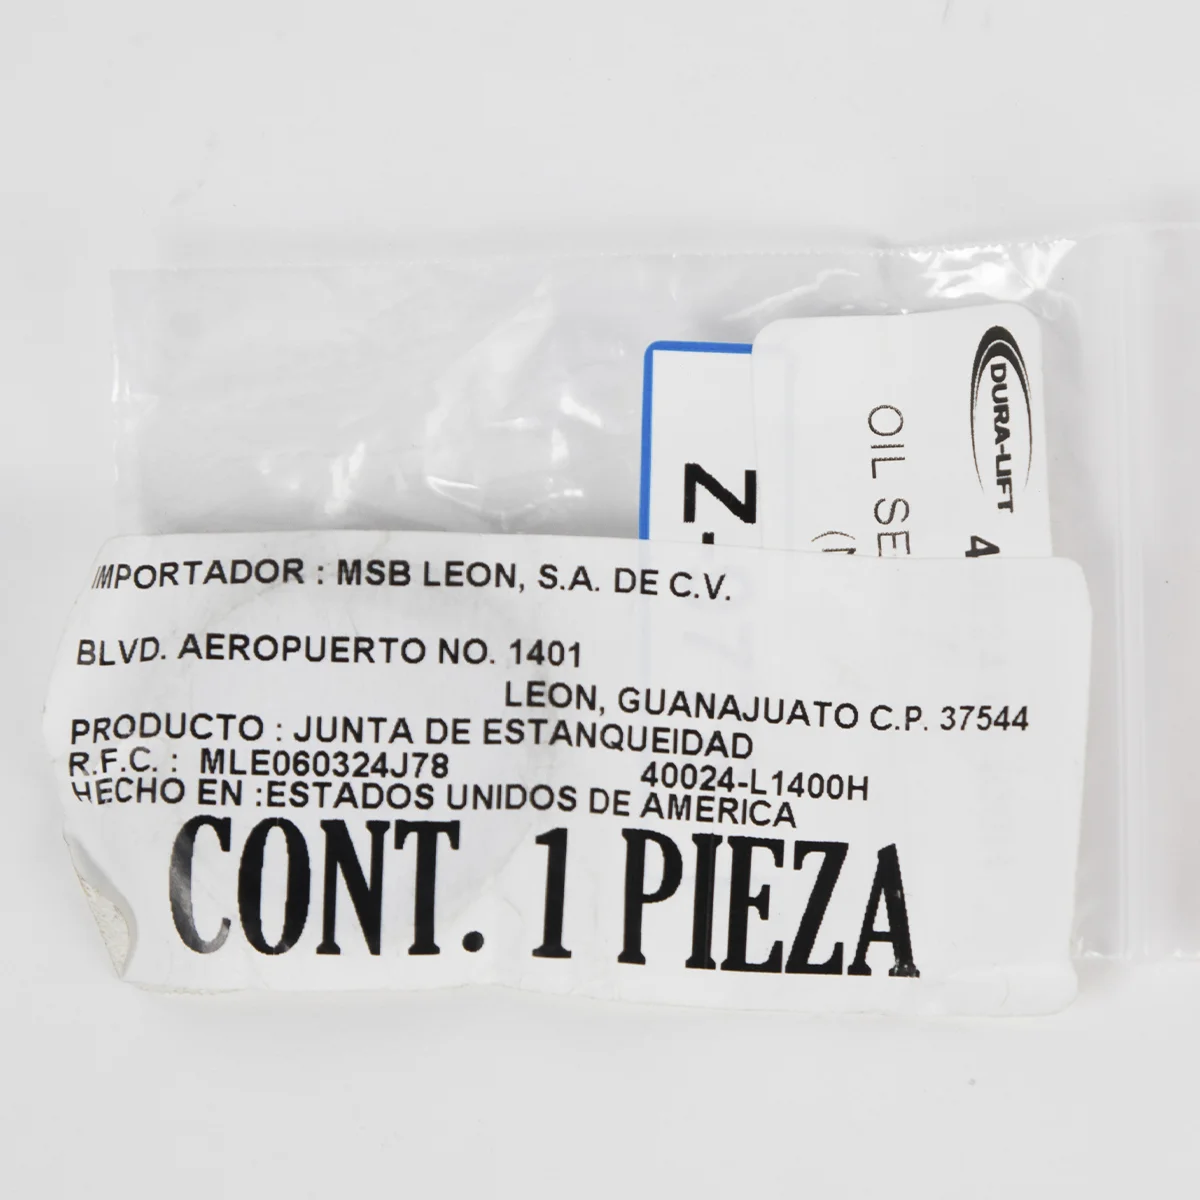 DURA-LIFT
4
OIL SE
Z-
IMPORTADOR : MSB LEON, S.A. DE C.V.
BLVD. AEROPUERTO NO. 1401
LEON, GUANAJUATO C.P. 37544
PRODUCTO : JUNTA DE ESTANQUEIDAD
R.F.C. : MLE060324J78 40024-L1400H
HECHO EN :ESTADOS UNIDOS DE AMERICA
CONT. 1 PIEZA